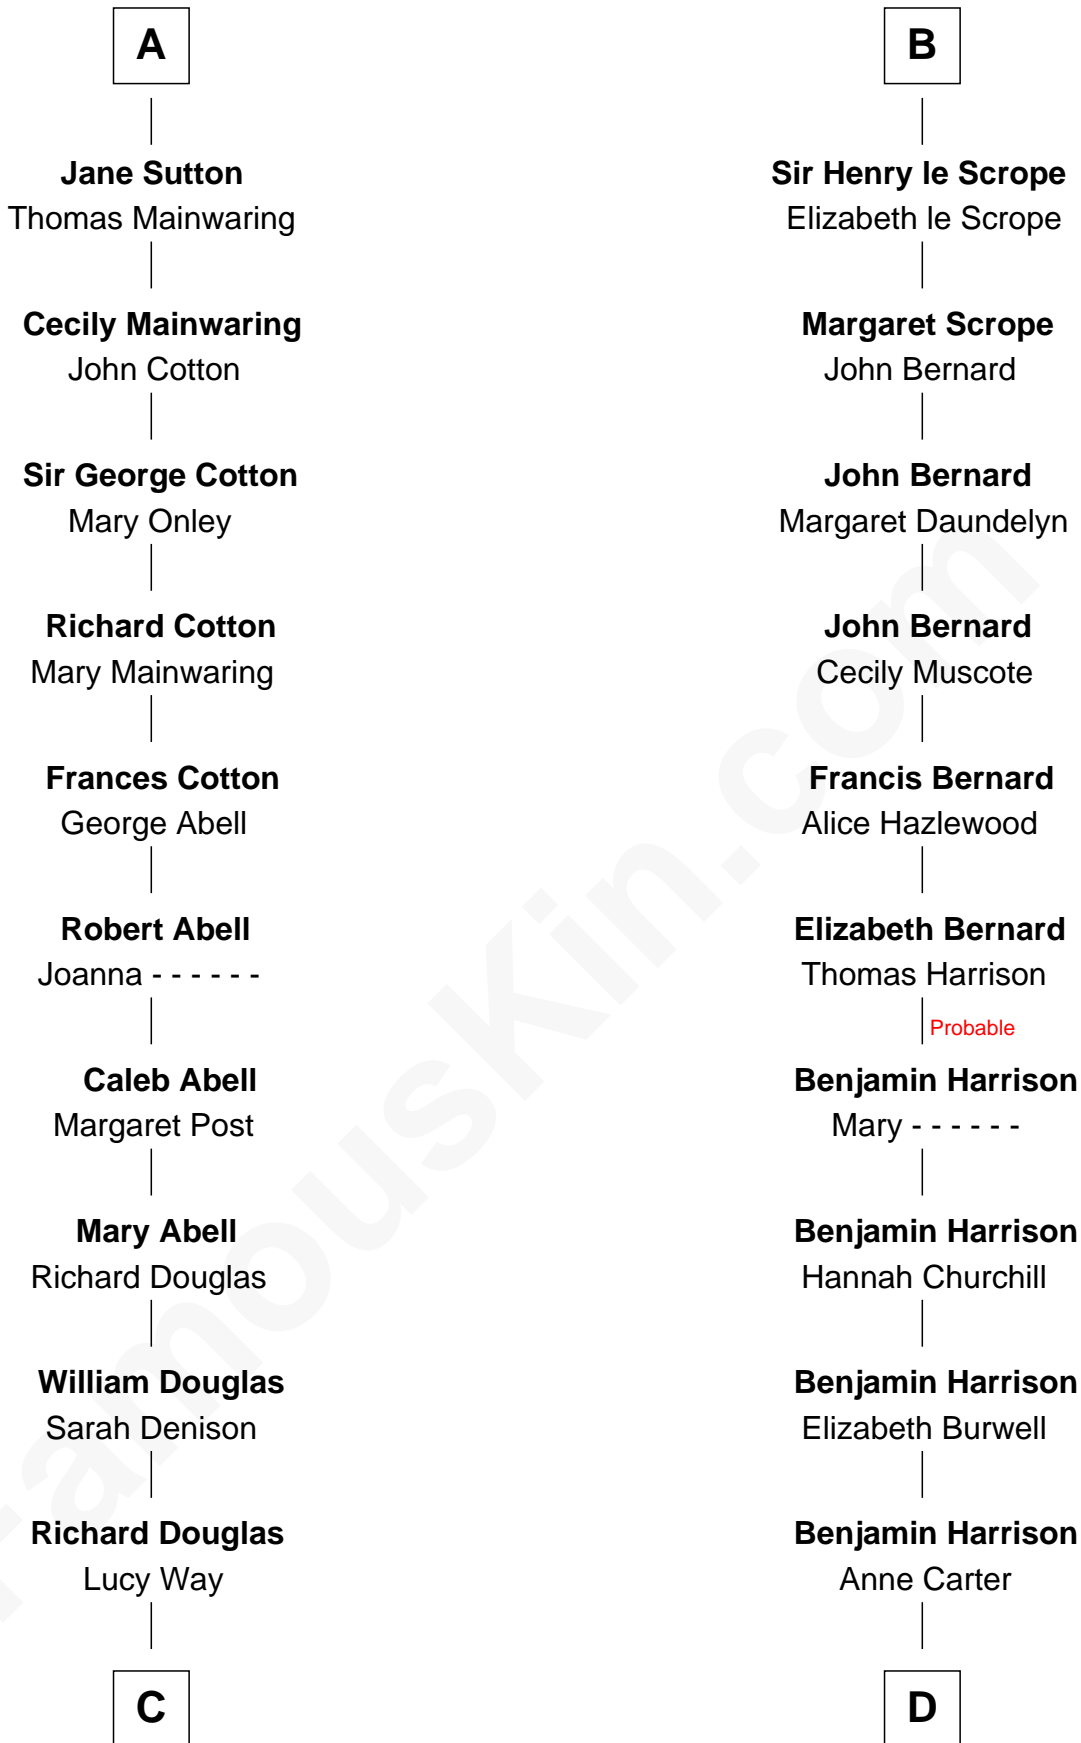 A
Jane Sutton
Thomas Mainwaring
Cecily Mainwaring
John Cotton
Sir George Cotton
Mary Onley
Richard Cotton
Mary Mainwaring
Frances Cotton
George Abell
Robert Abell
Joanna - - - - - -
Caleb Abell
Margaret Post
Mary Abell
Richard Douglas
William Douglas
Sarah Denison
Richard Douglas
Lucy Way
C
B
Sir Henry le Scrope
Elizabeth le Scrope
Margaret Scrope
John Bernard
John Bernard
Margaret Daundelyn
John Bernard
Cecily Muscote
Francis Bernard
Alice Hazlewood
Elizabeth Bernard
Thomas Harrison
Probable
Benjamin Harrison
Mary - - - - - -
Benjamin Harrison
Hannah Churchill
Benjamin Harrison
Elizabeth Burwell
Benjamin Harrison
Anne Carter
D
FamousKin.com